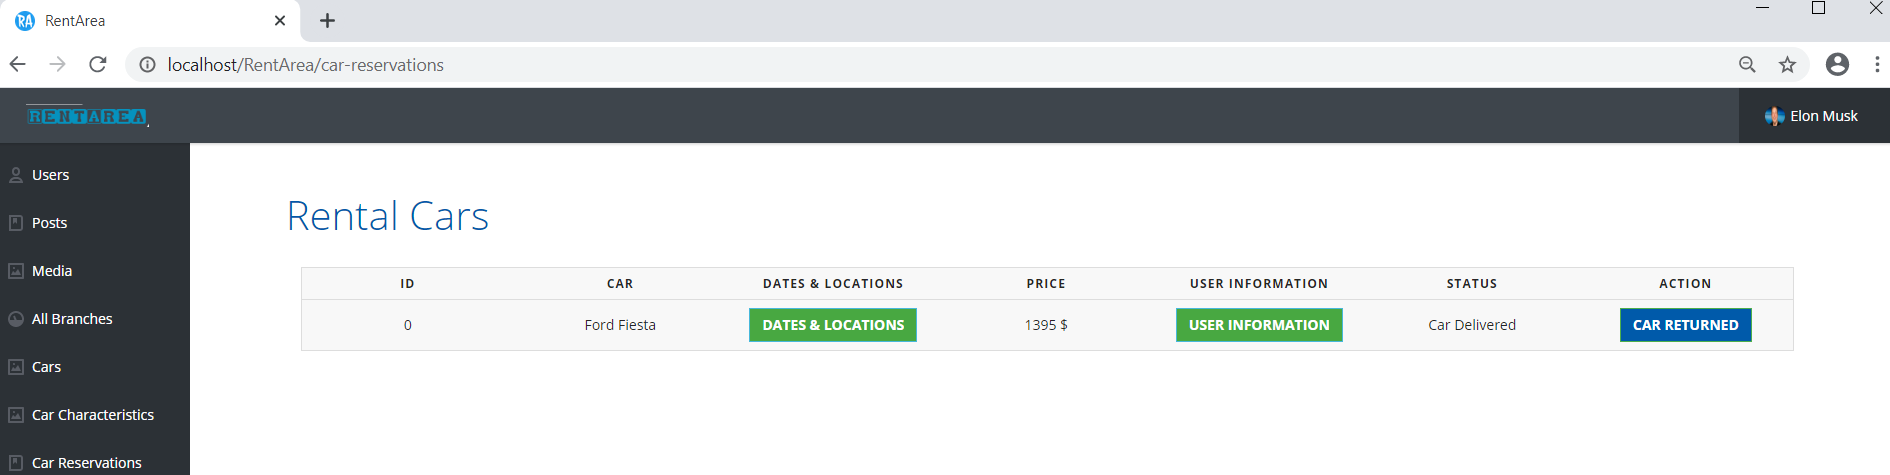 RA RentArea
localhost/RentArea/car-reservations
RENTAREA
Elon Musk
Users
Posts
Media
All Branches
Cars
Car Characteristics
Car Reservations
Rental Cars
ID CAR DATES & LOCATIONS PRICE USER INFORMATION STATUS ACTION
0 Ford Fiesta DATES & LOCATIONS 1395 $ USER INFORMATION Car Delivered CAR RETURNED